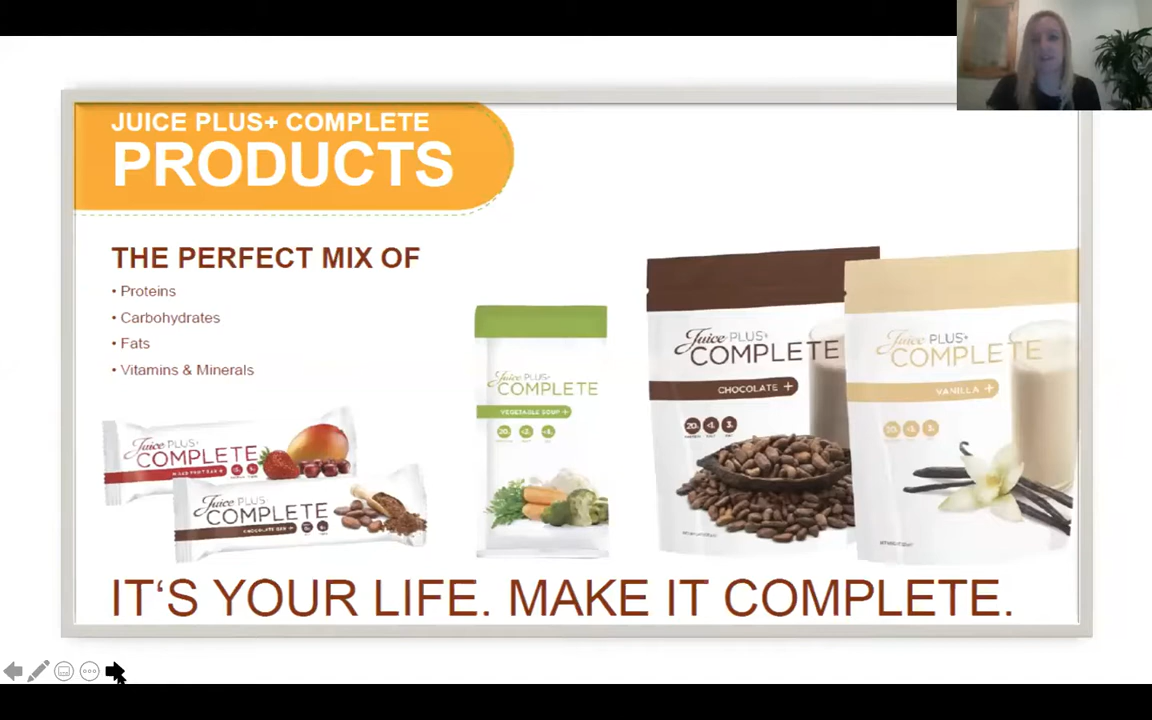 JUICE PLUS+ COMPLETE
PRODUCTS
THE PERFECT MIX OF
• Proteins
• Carbohydrates
• Fats
• Vitamins & Minerals
Juice PLUS+
COMPLETE
Juice PLUS+
COMPLETE
CHOCOLATE BAR +
Juice PLUS+
COMPLETE
VEGETABLE SOUP +
Juice PLUS+
COMPLETE
CHOCOLATE +
Juice PLUS+
COMPLETE
VANILLA +
IT‘S YOUR LIFE. MAKE IT COMPLETE.